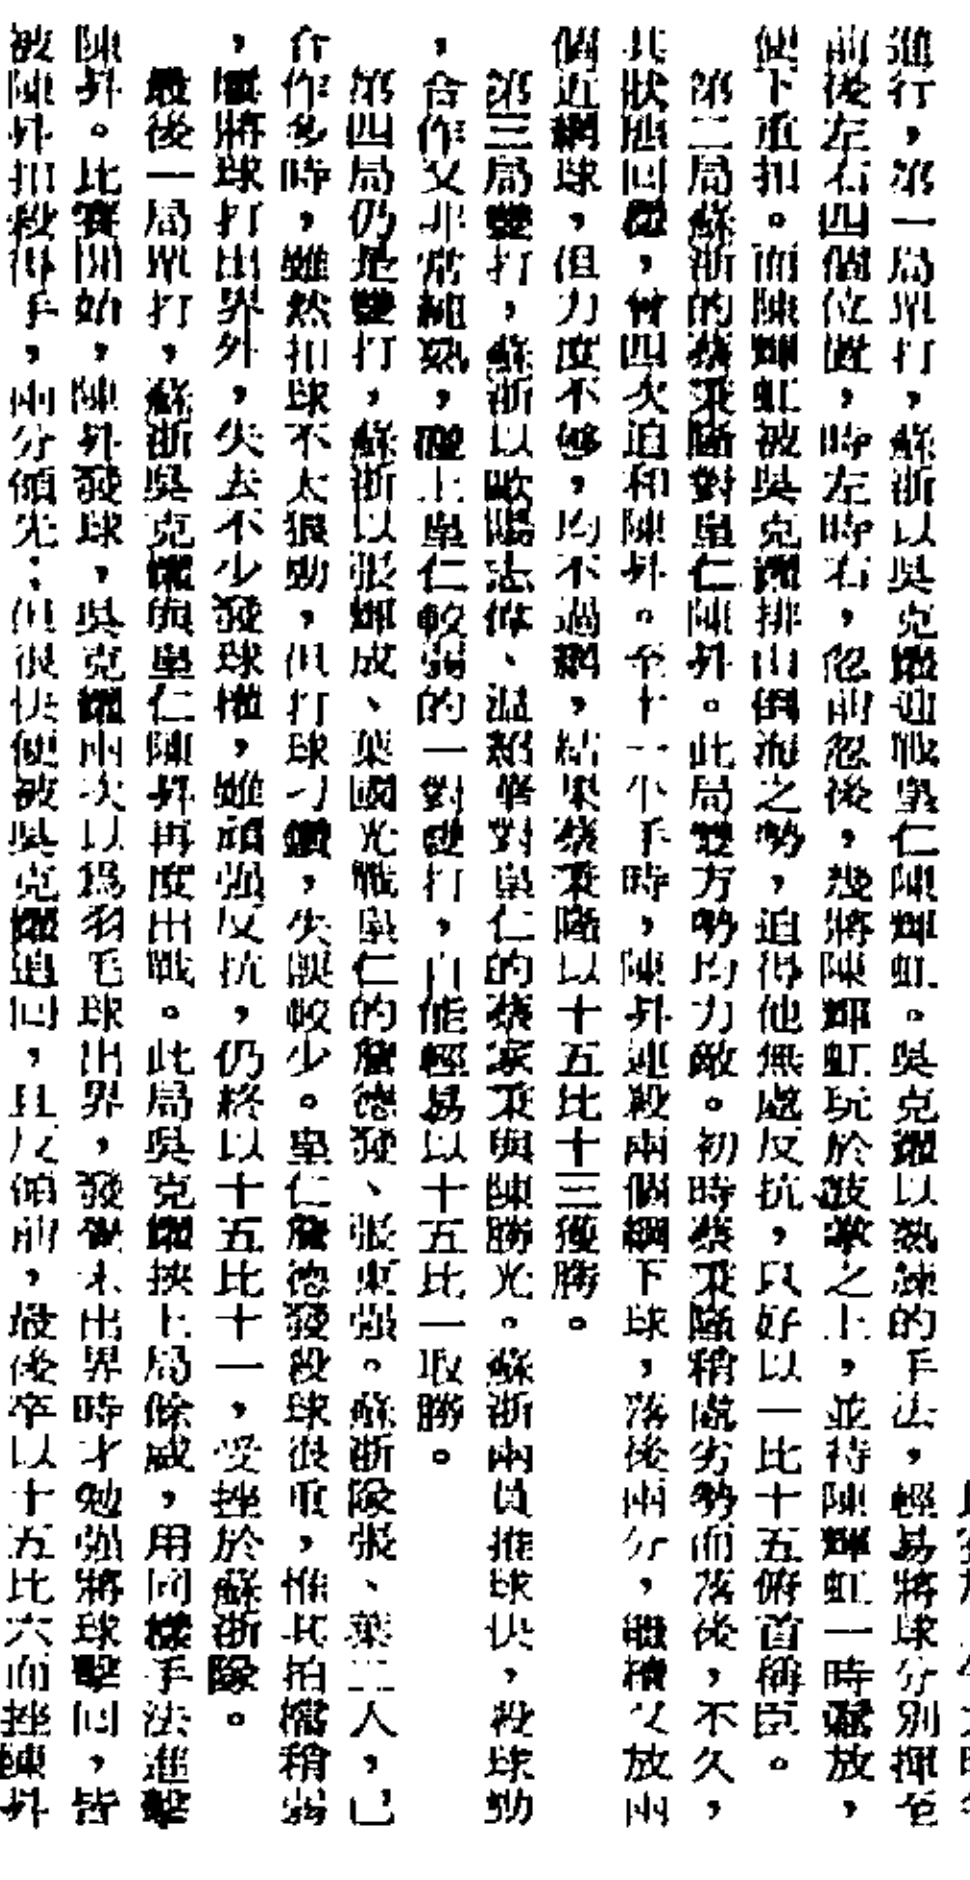 進行，第一局單打，蘇浙以吳克燦迎戰皇仁陳輝虹。吳克燦以熟練的手法，輕易將球分別揮至
前後左右四個位置，時左時右，忽前忽後，幾將陳輝虹玩於鼓掌之上，並待陳輝虹一時鬆放，
便下重扣。而陳輝虹被吳克燦排山倒海之勢，迫得他無處反抗，只好以一比十五俯首稱臣。
第二局蘇浙的蔡秉隆對皇仁陳昇。此局雙方勢均力敵。初時蔡秉隆稍處劣勢而落後，不久，
其狀態回復，曾四次追和陳昇。至十一平手時，陳昇連殺兩個網下球，落後兩分，繼續又放兩
個近網球，但力度不夠，均不過網，結果蔡秉隆以十五比十三獲勝。
第三局雙打，蘇浙以歐陽志偉、溫紹華對皇仁的蔡家秉與陳勝光。蘇浙兩員推球快，殺球勁
，合作又非常純熟，碰上皇仁較弱的一對雙打，自能輕易以十五比一取勝。
第四局仍是雙打，蘇浙以張輝成、葉國光戰皇仁的詹德發、張東強。蘇浙隊張、葉二人，已
合作多時，雖然扣球不太狠勁，但打球刁鑽，失誤較少。皇仁詹德發殺球很重，惟其拍檔稍弱
，屢將球打出界外，失去不少發球權，雖頑強反抗，仍終以十五比十一，受挫於蘇浙隊。
最後一局單打，蘇浙吳克燦與皇仁陳昇再度出戰。此局吳克燦挾上局餘威，用同樣手法進擊
陳昇。比賽開始，陳昇發球，吳克燦兩次以爲羽毛球出界，發覺未出界時才勉強將球擊回，皆
被陳昇扣殺得手，兩分領先；但很快便被吳克燦追回，且反領前，最後卒以十五比六而挫陳昇